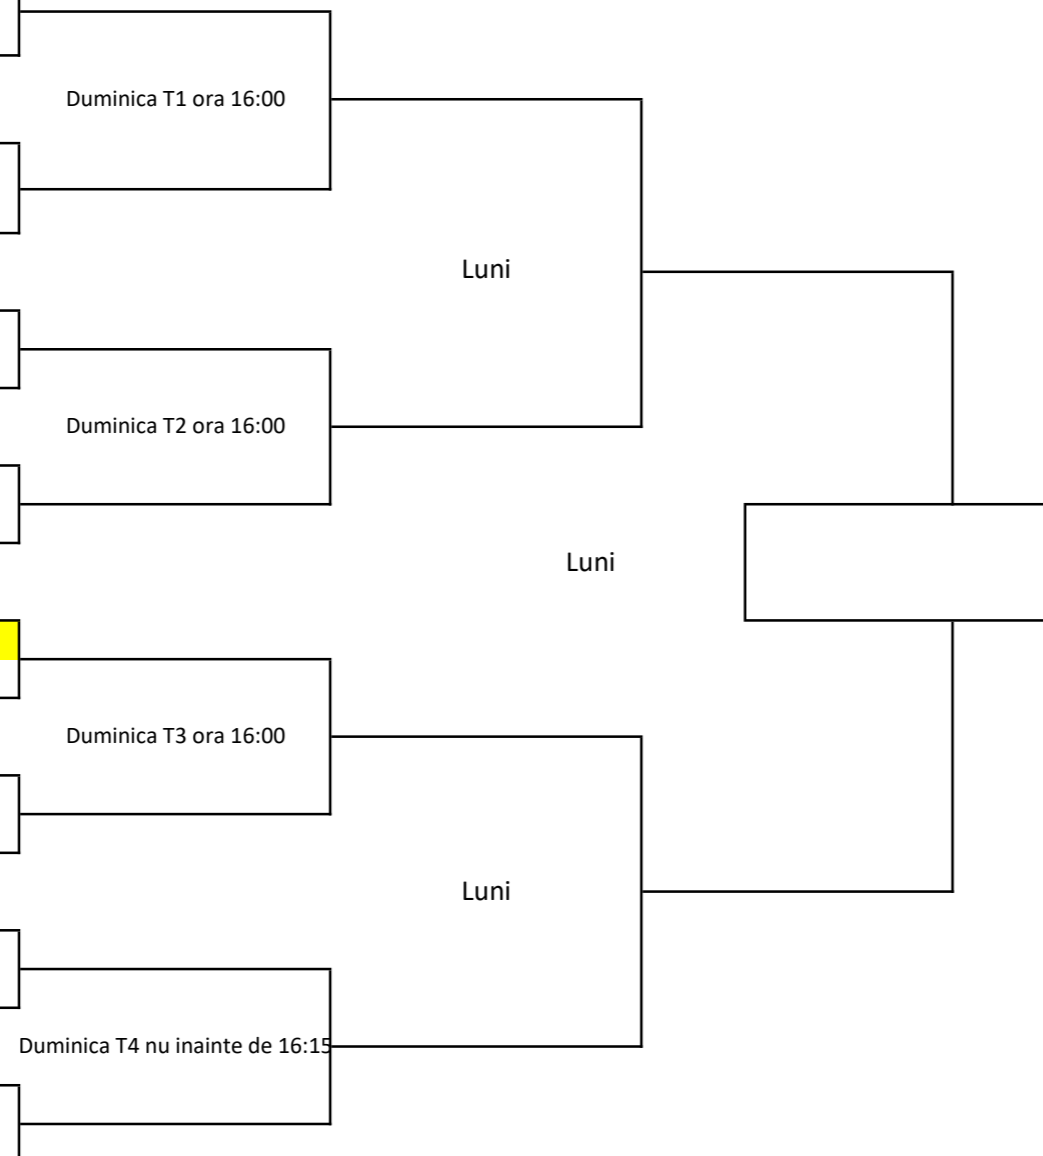 Duminica T1 ora 16:00
Luni
Duminica T2 ora 16:00
Luni
Duminica T3 ora 16:00
Luni
Duminica T4 nu inainte de 16:15